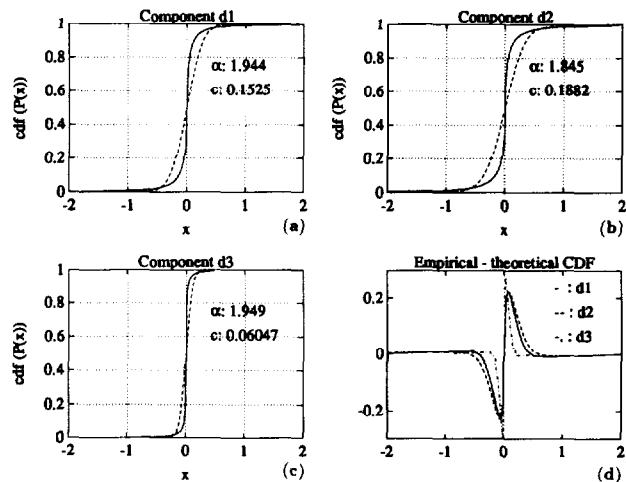 Component d1
cdf (P(x))
1
0.8
0.6
0.4
0.2
0
α: 1.944
c: 0.1525
-2
-1
0
1
2
x
(a)
Component d2
cdf (P(x))
1
0.8
0.6
0.4
0.2
0
α: 1.845
c: 0.1882
-2
-1
0
1
2
x
(b)
Component d3
cdf (P(x))
1
0.8
0.6
0.4
0.2
0
α: 1.949
c: 0.06047
-2
-1
0
1
2
x
(c)
Empirical - theoretical CDF
0.2
0
-0.2
- : d1
-- : d2
-. : d3
-2
-1
0
1
2
(d)